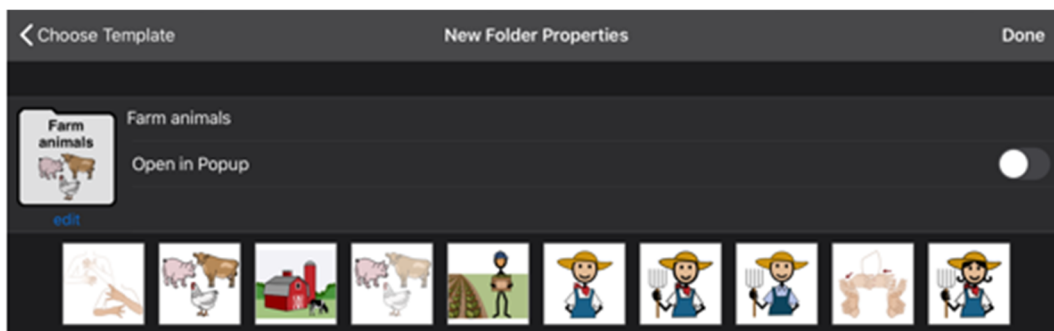 Choose Template
New Folder Properties
Done
Farm
animals
Farm animals
Open in Popup
edit